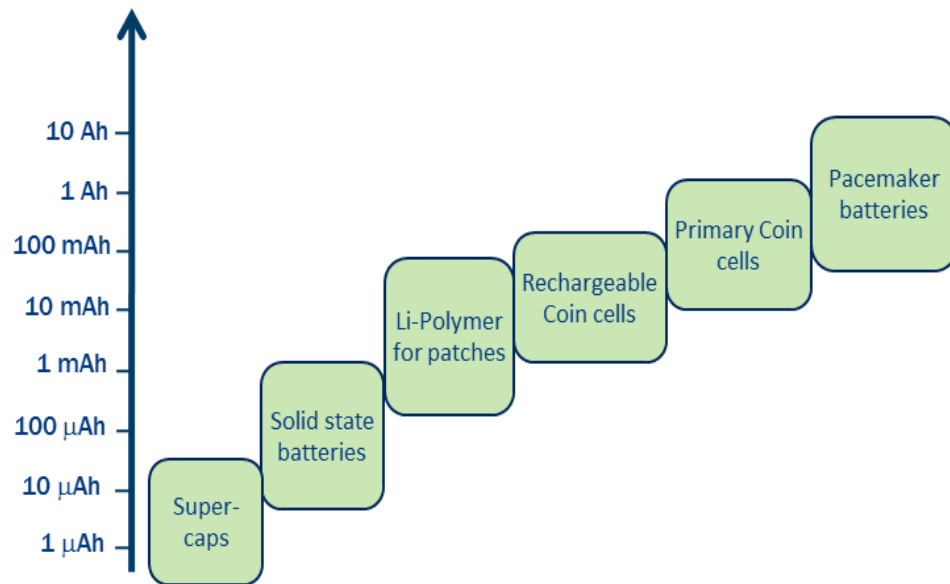 10 Ah
1 Ah
100 mAh
10 mAh
1 mAh
100 μAh
10 μAh
1 μAh
Super-
caps
Solid state
batteries
Li-Polymer
for patches
Rechargeable
Coin cells
Primary Coin
cells
Pacemaker
batteries